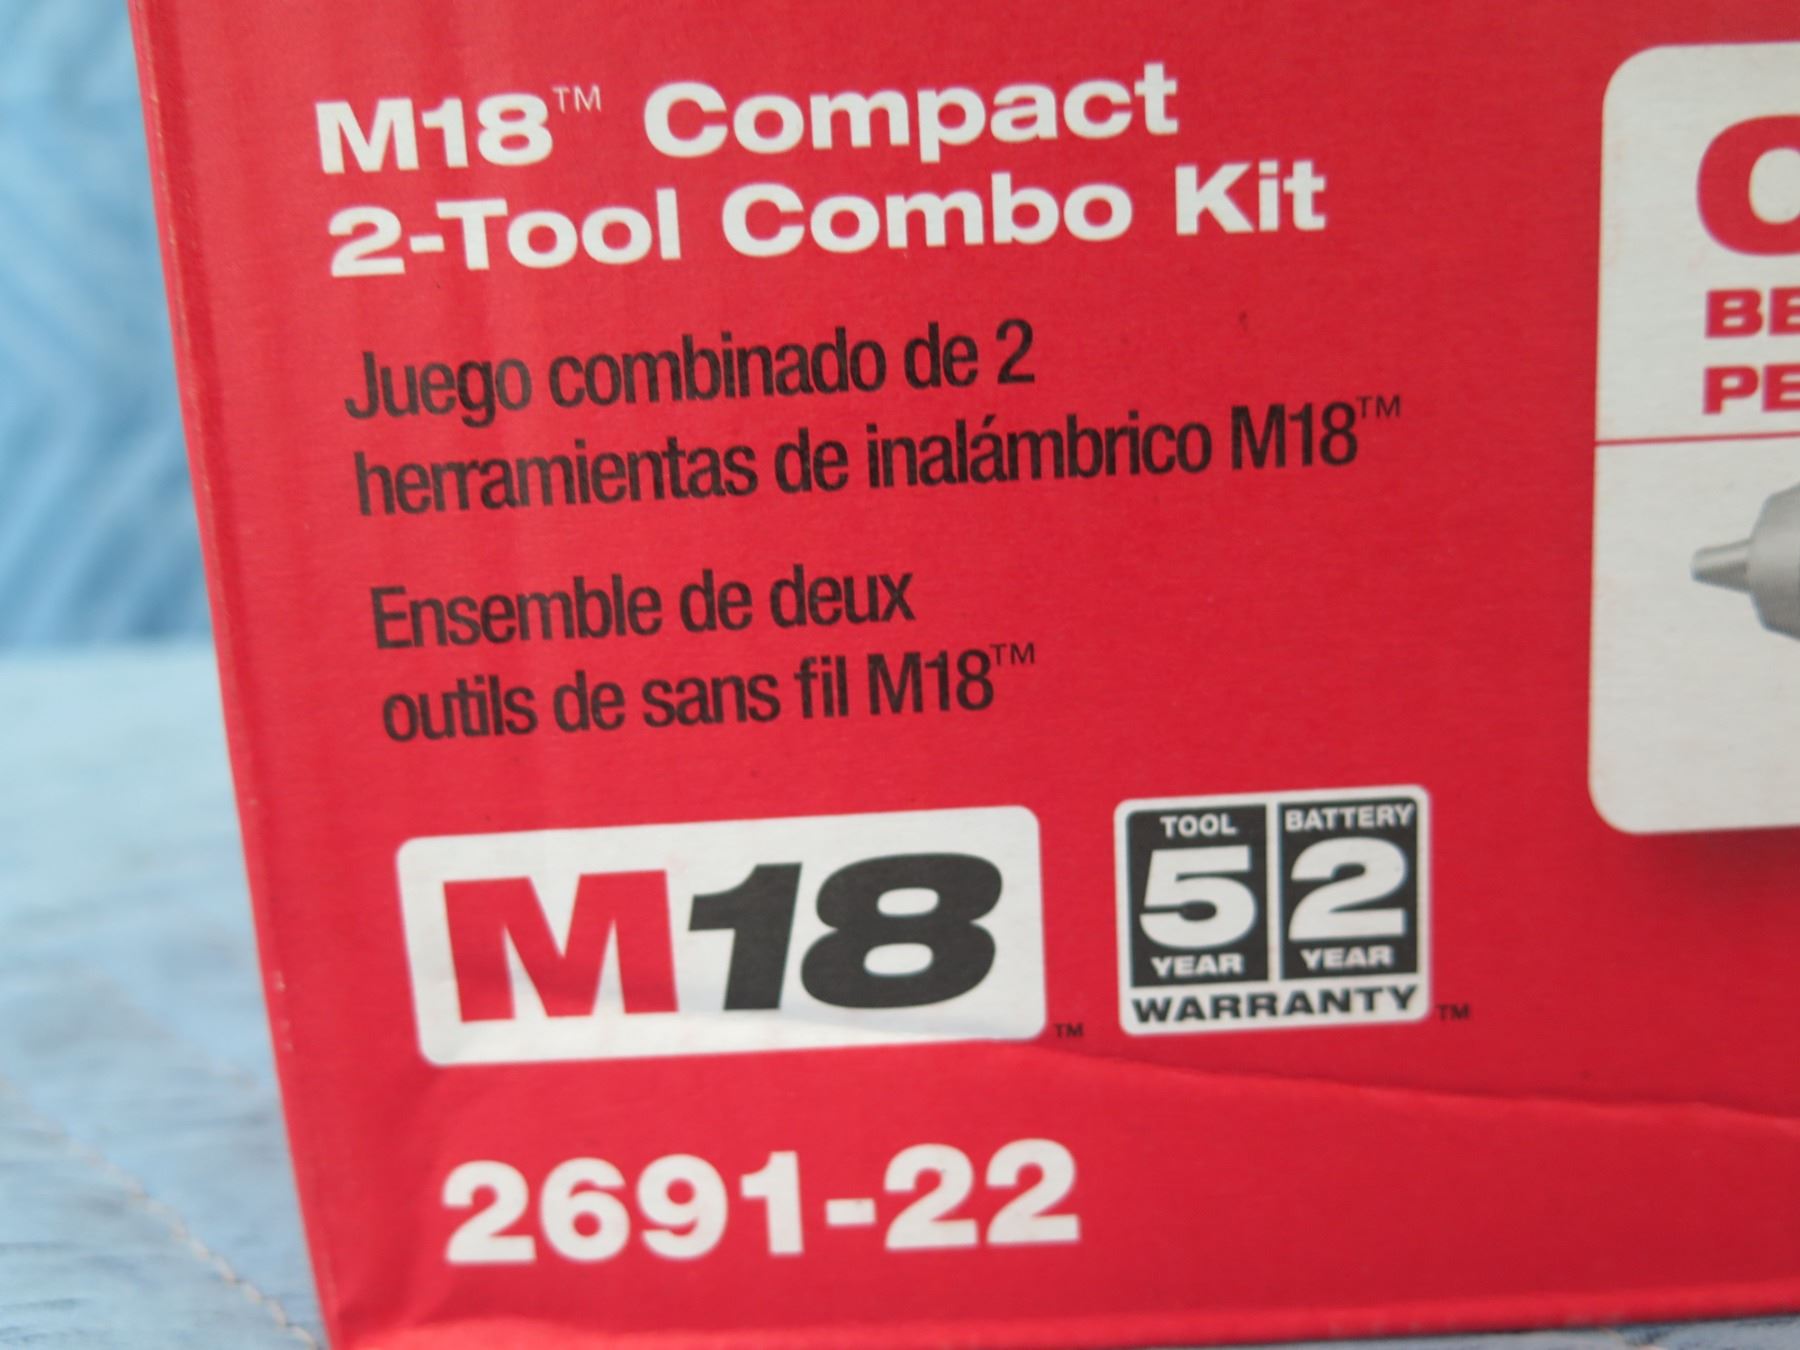 M18™ Compact
2-Tool Combo Kit
Juego combinado de 2
herramientas de inalámbrico M18™
Ensemble de deux
outils de sans fil M18™
M18™
TOOL BATTERY
5 2
YEAR YEAR
WARRANTY™
2691-22